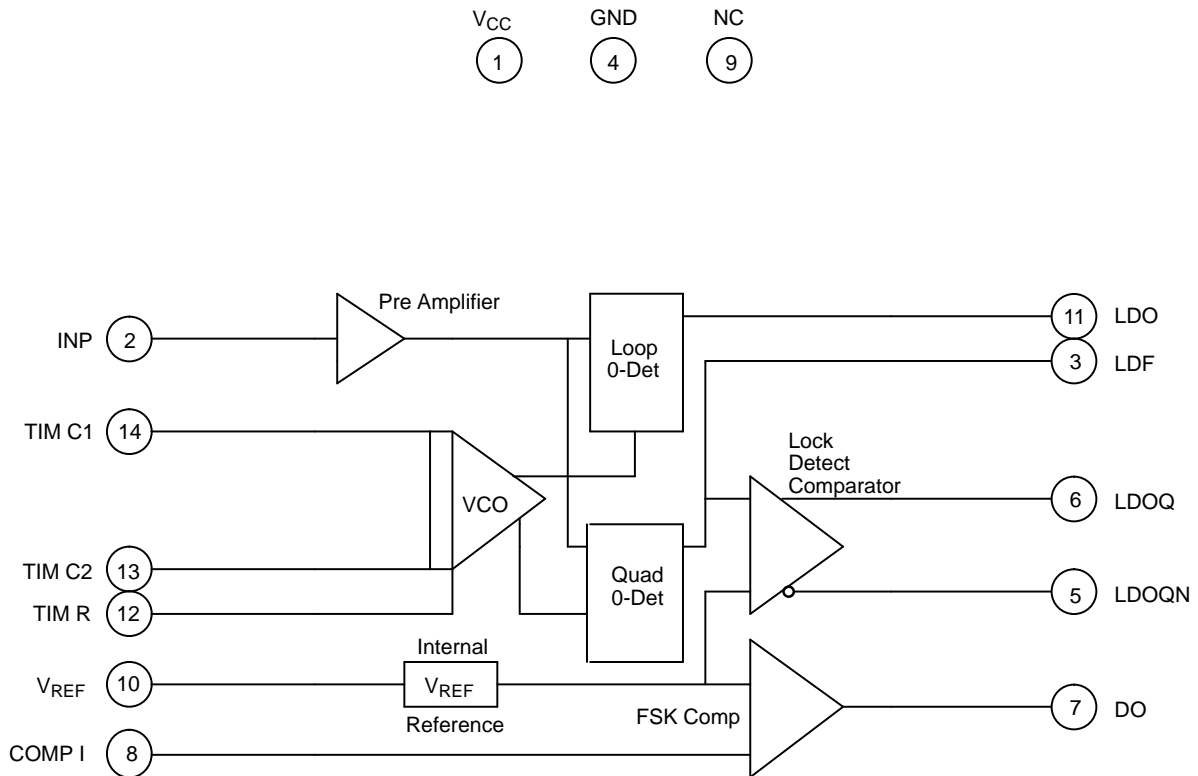 VCC GND NC
1 4 9
Pre Amplifier
INP 2
Loop
0-Det
11 LDO
3 LDF
TIM C1 14
VCO
Lock
Detect
Comparator
6 LDOQ
TIM C2 13
TIM R 12
Quad
0-Det
5 LDOQN
Internal
VREF 10
VREF
Reference
FSK Comp
7 DO
COMP I 8